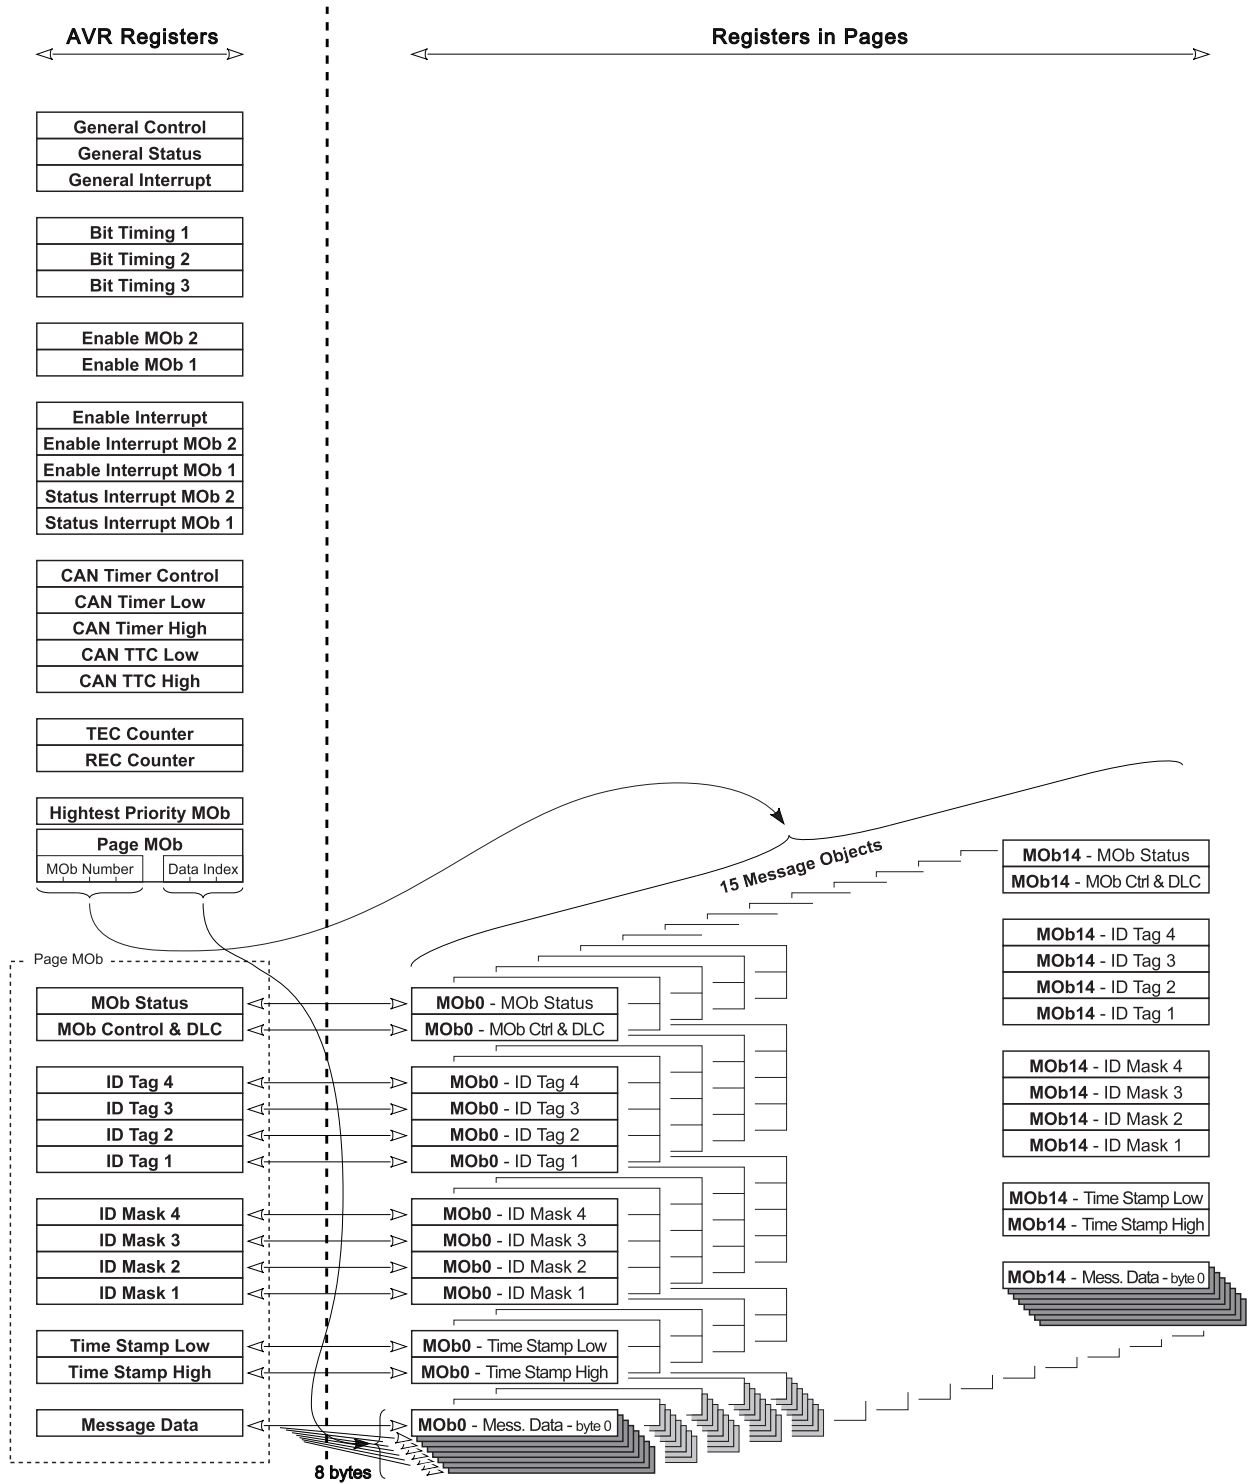 AVR Registers
Registers in Pages
General Control
General Status
General Interrupt
Bit Timing 1
Bit Timing 2
Bit Timing 3
Enable MOb 2
Enable MOb 1
Enable Interrupt
Enable Interrupt MOb 2
Enable Interrupt MOb 1
Status Interrupt MOb 2
Status Interrupt MOb 1
CAN Timer Control
CAN Timer Low
CAN Timer High
CAN TTC Low
CAN TTC High
TEC Counter
REC Counter
Hightest Priority MOb
Page MOb
MOb Number
Data Index
Page MOb
MOb Status
MOb Control & DLC
ID Tag 4
ID Tag 3
ID Tag 2
ID Tag 1
ID Mask 4
ID Mask 3
ID Mask 2
ID Mask 1
Time Stamp Low
Time Stamp High
Message Data
8 bytes
15 Message Objects
MOb0 - MOb Status
MOb0 - MOb Ctrl & DLC
MOb0 - ID Tag 4
MOb0 - ID Tag 3
MOb0 - ID Tag 2
MOb0 - ID Tag 1
MOb0 - ID Mask 4
MOb0 - ID Mask 3
MOb0 - ID Mask 2
MOb0 - ID Mask 1
MOb0 - Time Stamp Low
MOb0 - Time Stamp High
MOb0 - Mess. Data - byte 0
MOb14 - MOb Status
MOb14 - MOb Ctrl & DLC
MOb14 - ID Tag 4
MOb14 - ID Tag 3
MOb14 - ID Tag 2
MOb14 - ID Tag 1
MOb14 - ID Mask 4
MOb14 - ID Mask 3
MOb14 - ID Mask 2
MOb14 - ID Mask 1
MOb14 - Time Stamp Low
MOb14 - Time Stamp High
MOb14 - Mess. Data - byte 0